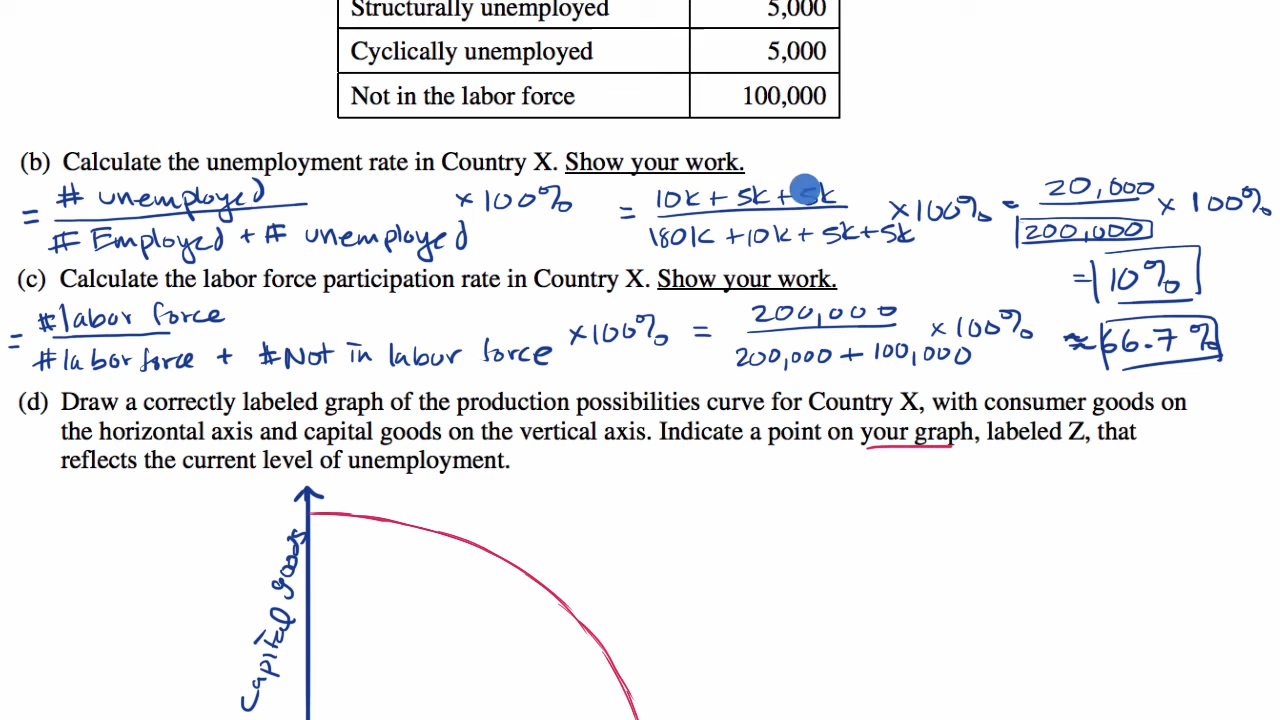 Structurally unemployed 5,000
Cyclically unemployed 5,000
Not in the labor force 100,000
(b) Calculate the unemployment rate in Country X. Show your work.
= # unemployed / # Employed + # unemployed × 100% = 10k + 5k + 5k / 180k + 10k + 5k + 5k × 100% = 20,000 / 200,000 × 100%
= 10%
(c) Calculate the labor force participation rate in Country X. Show your work.
= # labor force / # labor force + # Not in labor force × 100% = 200,000 / 200,000 + 100,000 × 100% ≈ 66.7%
(d) Draw a correctly labeled graph of the production possibilities curve for Country X, with consumer goods on
the horizontal axis and capital goods on the vertical axis. Indicate a point on your graph, labeled Z, that
reflects the current level of unemployment.
Capital goods